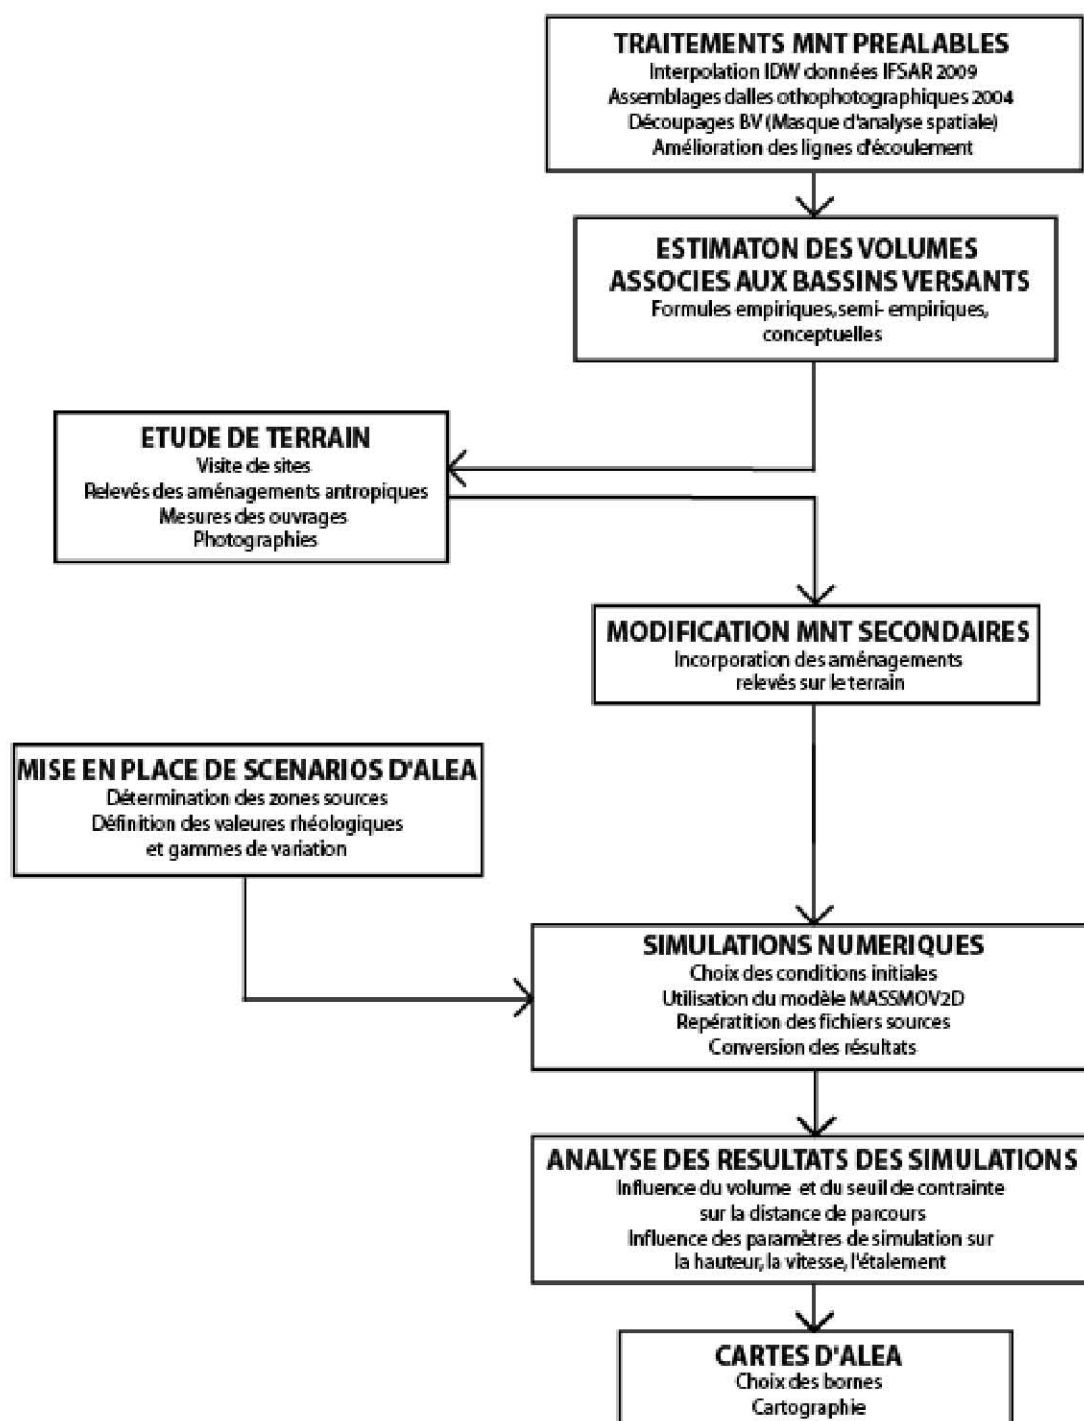 TRAITEMENTS MNT PREALABLES
Interpolation IDW données IFSAR 2009
Assemblages dalles othophotographiques 2004
Découpages BV (Masque d'analyse spatiale)
Amélioration des lignes d'écoulement
ESTIMATON DES VOLUMES
ASSOCIES AUX BASSINS VERSANTS
Formules empiriques, semi- empiriques,
conceptuelles
ETUDE DE TERRAIN
Visite de sites
Relevés des aménagements antropiques
Mesures des ouvrages
Photographies
MODIFICATION MNT SECONDAIRES
Incorporation des aménagements
relevés sur le terrain
MISE EN PLACE DE SCENARIOS D'ALEA
Détermination des zones sources
Définition des valeures rhéologiques
et gammes de variation
SIMULATIONS NUMERIQUES
Choix des conditions initiales
Utilisation du modèle MASSMOV2D
Repératition des fichiers sources
Conversion des résultats
ANALYSE DES RESULTATS DES SIMULATIONS
Influence du volume et du seuil de contrainte
sur la distance de parcours
Influence des paramètres de simulation sur
la hauteur, la vitesse, l'étalement
CARTES D'ALEA
Choix des bornes
Cartographie